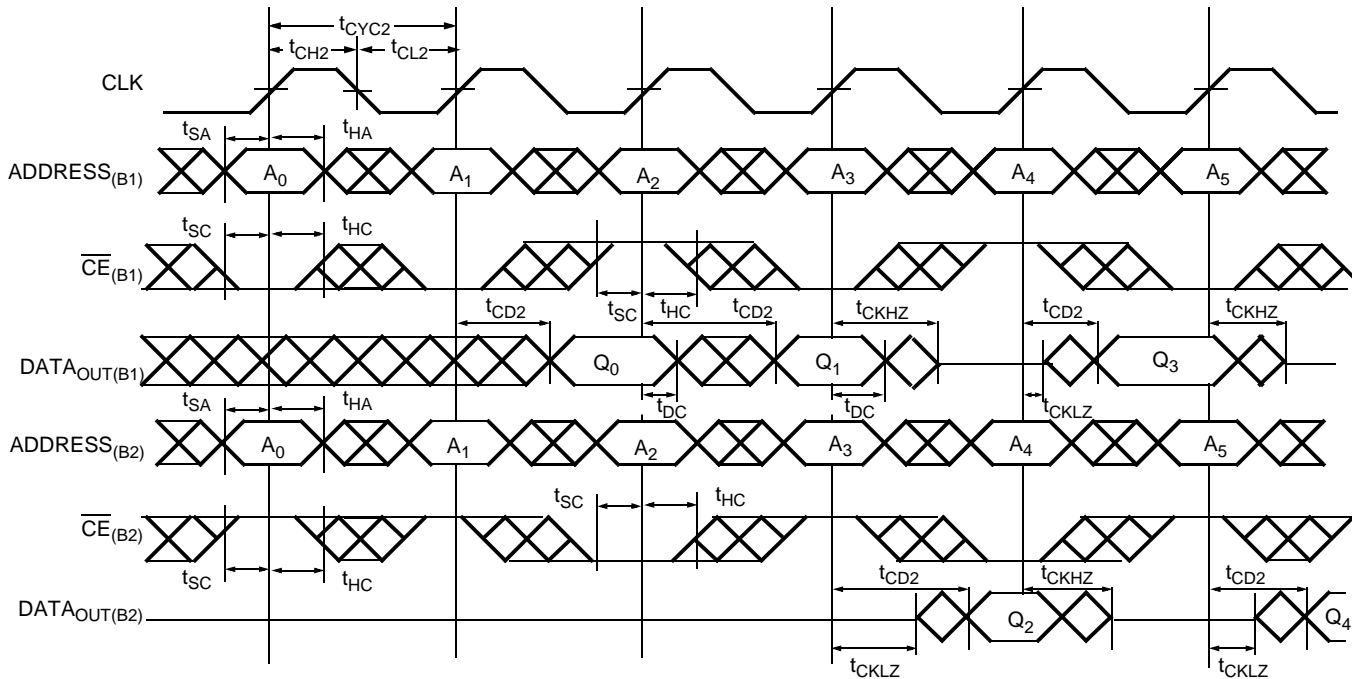 tCYC2
tCH2 tCL2
CLK
tSA tHA
ADDRESS(B1) A0 A1 A2 A3 A4 A5
tSC tHC
CE(B1)
tSC tHC
tCD2 tCD2 tCKHZ tCD2 tCKHZ
DATAOUT(B1) Q0 Q1 Q3
tSA tHA tDC tDC tCKLZ
ADDRESS(B2) A0 A1 A2 A3 A4 A5
tSC tHC
CE(B2)
tSC tHC tCD2 tCKHZ tCD2
DATAOUT(B2) Q2 Q4
tCKLZ tCKLZ